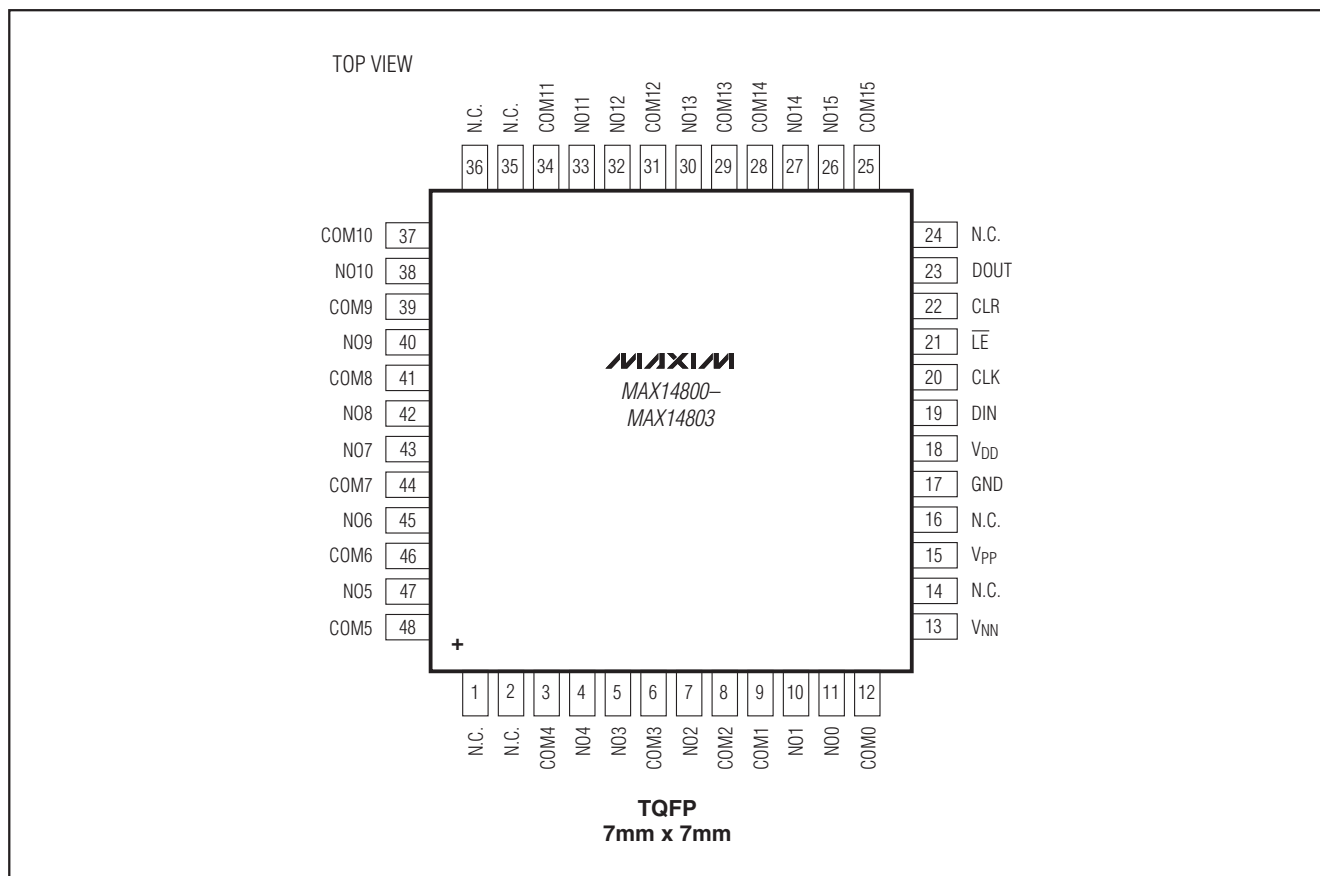 TOP VIEW
N.C.
N.C.
COM11
NO11
NO12
COM12
NO13
COM13
COM14
NO14
NO15
COM15
36
35
34
33
32
31
30
29
28
27
26
25
COM10 37
NO10 38
COM9 39
NO9 40
COM8 41
NO8 42
NO7 43
COM7 44
NO6 45
COM6 46
NO5 47
COM5 48
24 N.C.
23 DOUT
22 CLR
21 L̅E̅
20 CLK
19 DIN
18 VDD
17 GND
16 N.C.
15 VPP
14 N.C.
13 VNN
MAXIM
MAX14800–
MAX14803
+
1
2
3
4
5
6
7
8
9
10
11
12
N.C.
N.C.
COM4
NO4
NO3
COM3
NO2
COM2
COM1
NO1
NO0
COM0
TQFP
7mm x 7mm